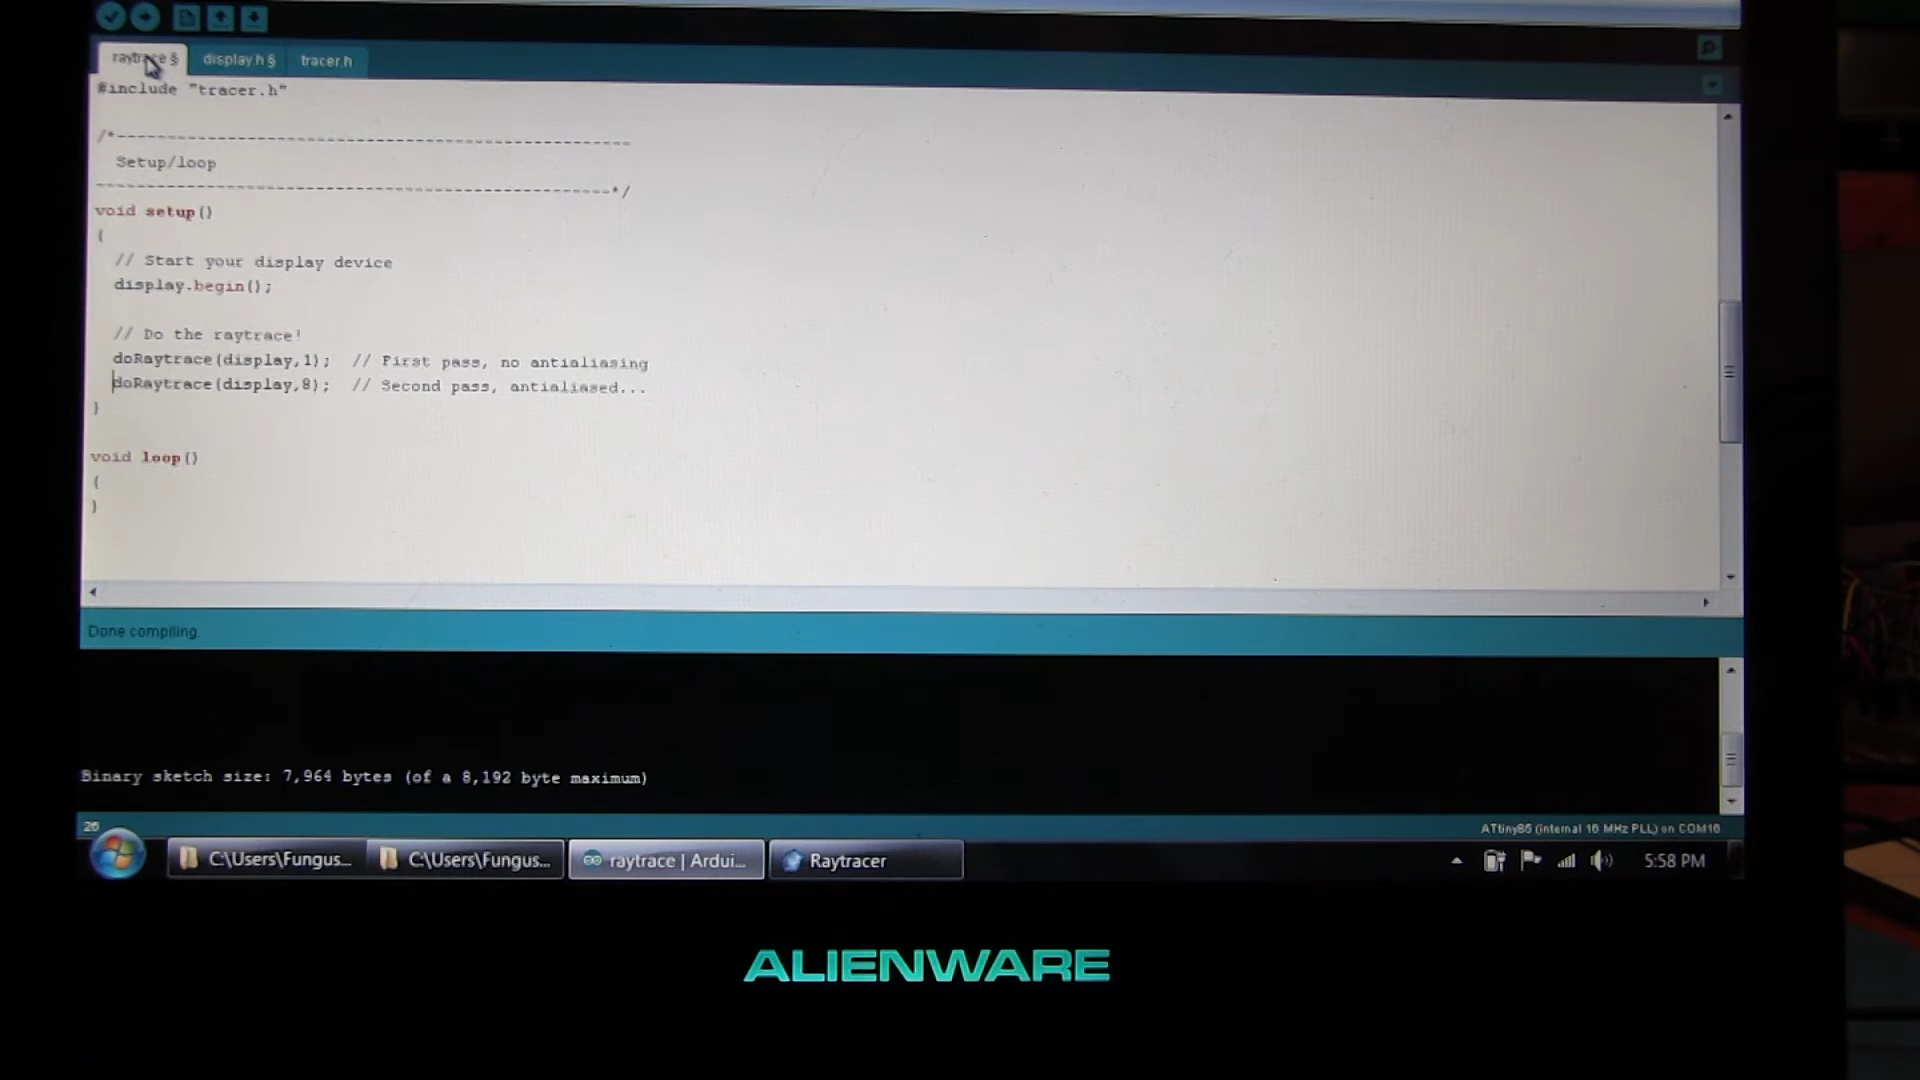 raytrace § display.h § tracer.h
#include "tracer.h"
/*----------------------------------------------------
Setup/loop
----------------------------------------------------*/
void setup()
{
// Start your display device
display.begin();
// Do the raytrace!
doRaytrace(display,1); // First pass, no antialiasing
doRaytrace(display,8); // Second pass, antialiased...
}
void loop()
{
}
Done compiling.
Binary sketch size: 7,964 bytes (of a 8,192 byte maximum)
26 ATtiny85 (internal 16 MHz PLL) on COM16
C:\Users\Fungus... C:\Users\Fungus... raytrace | Ardui... Raytracer 5:58 PM
ALIENWARE